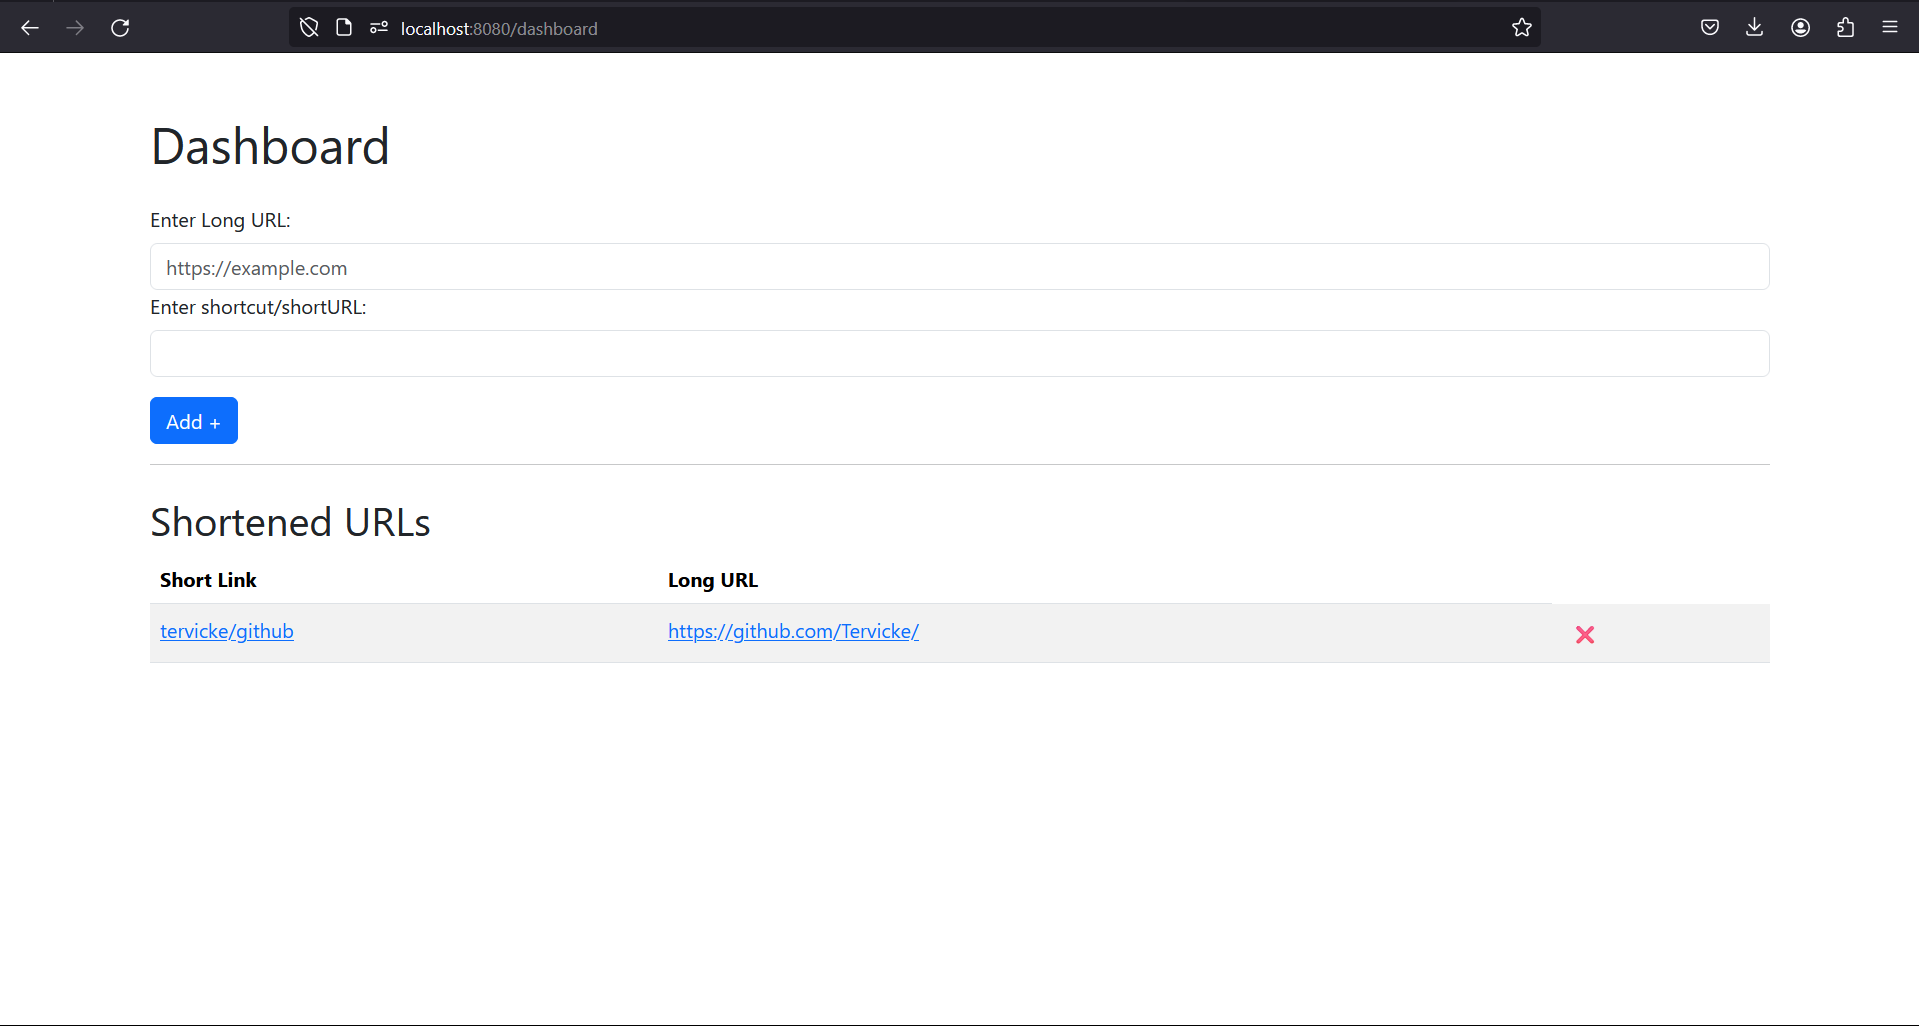 localhost:8080/dashboard
Dashboard
Enter Long URL:
https://example.com
Enter shortcut/shortURL:
Add +
Shortened URLs
Short Link Long URL
tervicke/github https://github.com/Tervicke/